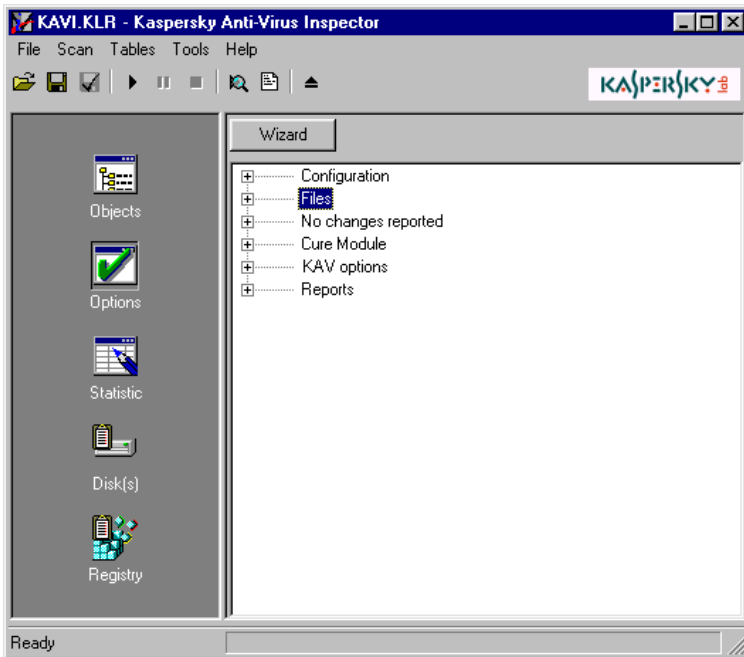 KAVI.KLR - Kaspersky Anti-Virus Inspector
File Scan Tables Tools Help
KASPERSKY lab
Wizard
Objects
Options
Statistic
Disk(s)
Registry
Configuration
Files
No changes reported
Cure Module
KAV options
Reports
Ready